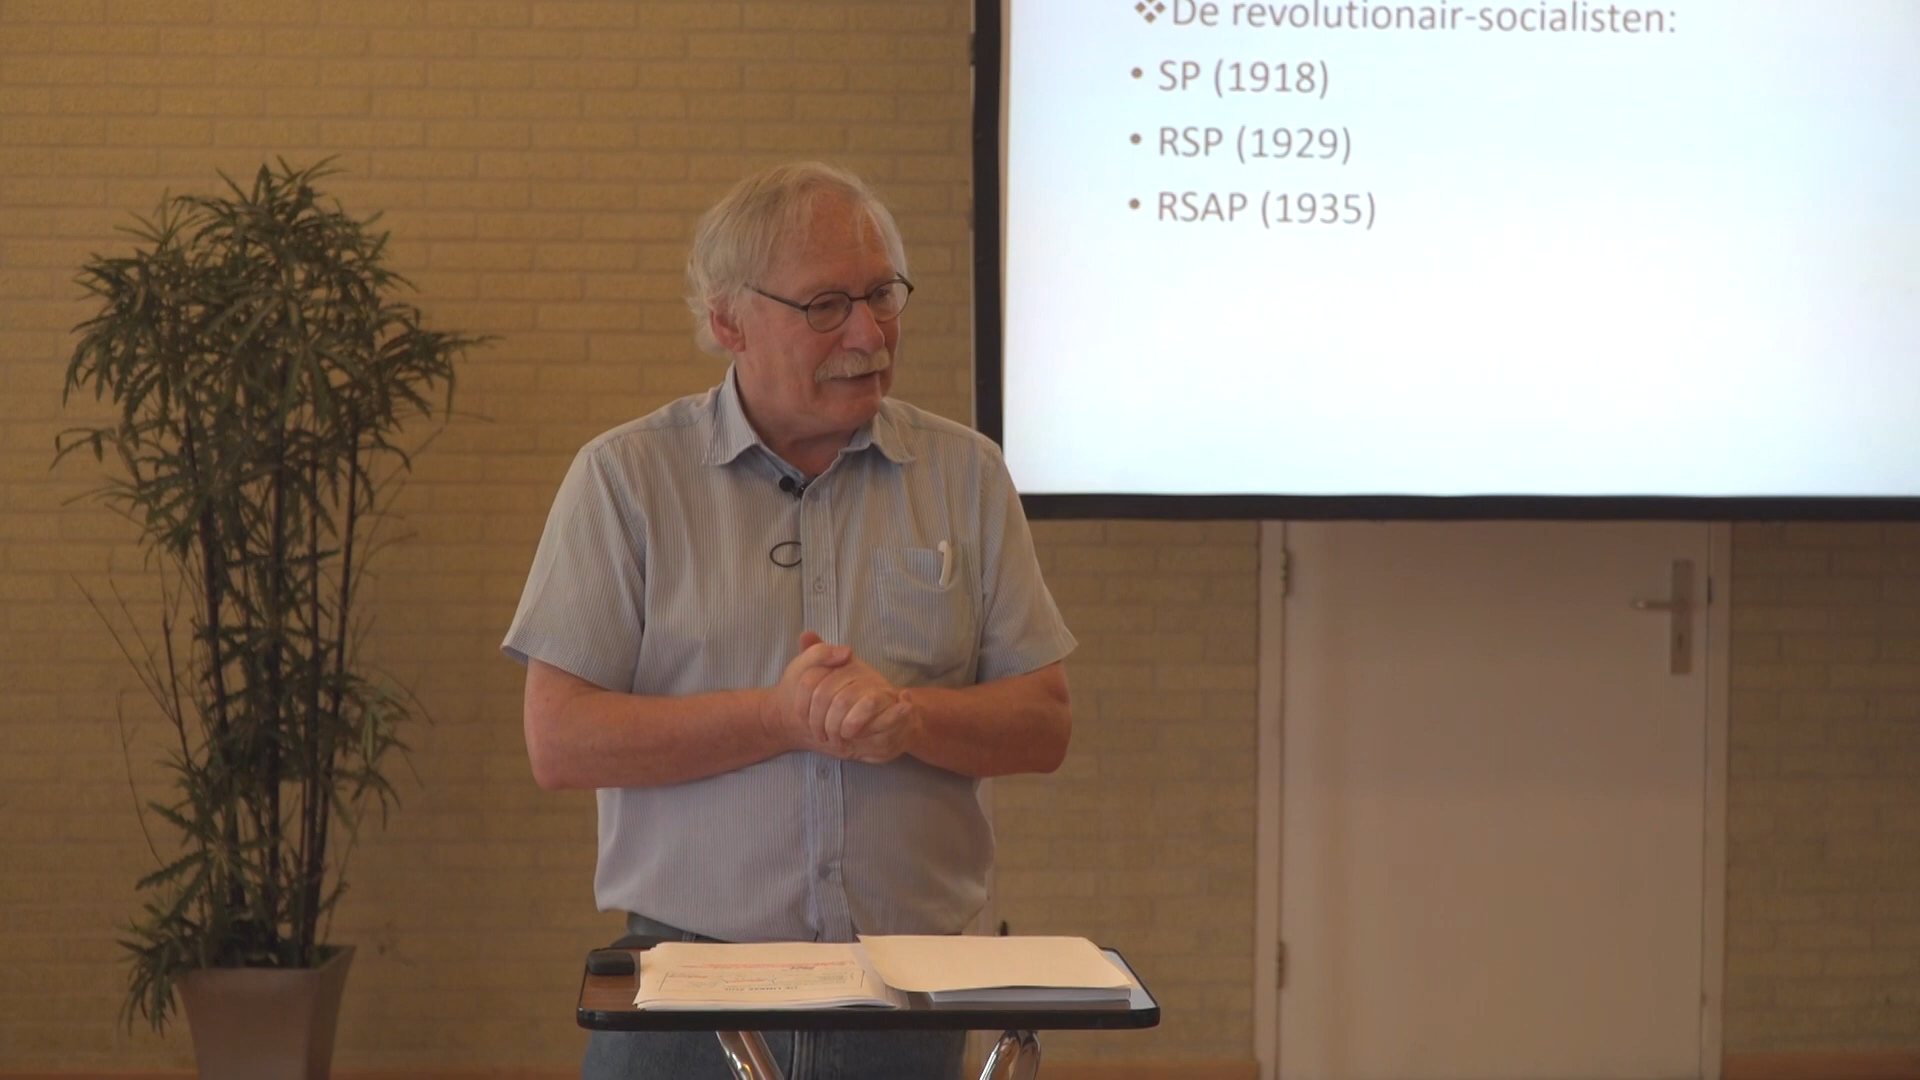 ❖De revolutionair-socialisten:
• SP (1918)
• RSP (1929)
• RSAP (1935)